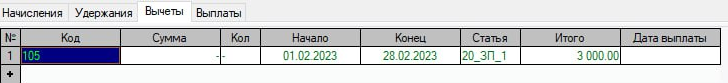 Начисления Удержания Вычеты Выплаты
№ Код Сумма Кол Начало Конец Статья Итого Дата выплаты
1 105 - - 01.02.2023 28.02.2023 20_ЗП_1 3 000.00
+